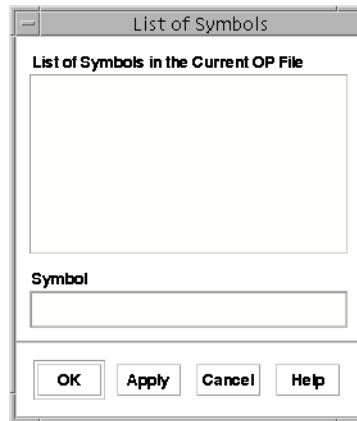 List of Symbols
List of Symbols in the Current OP File
Symbol
OK Apply Cancel Help